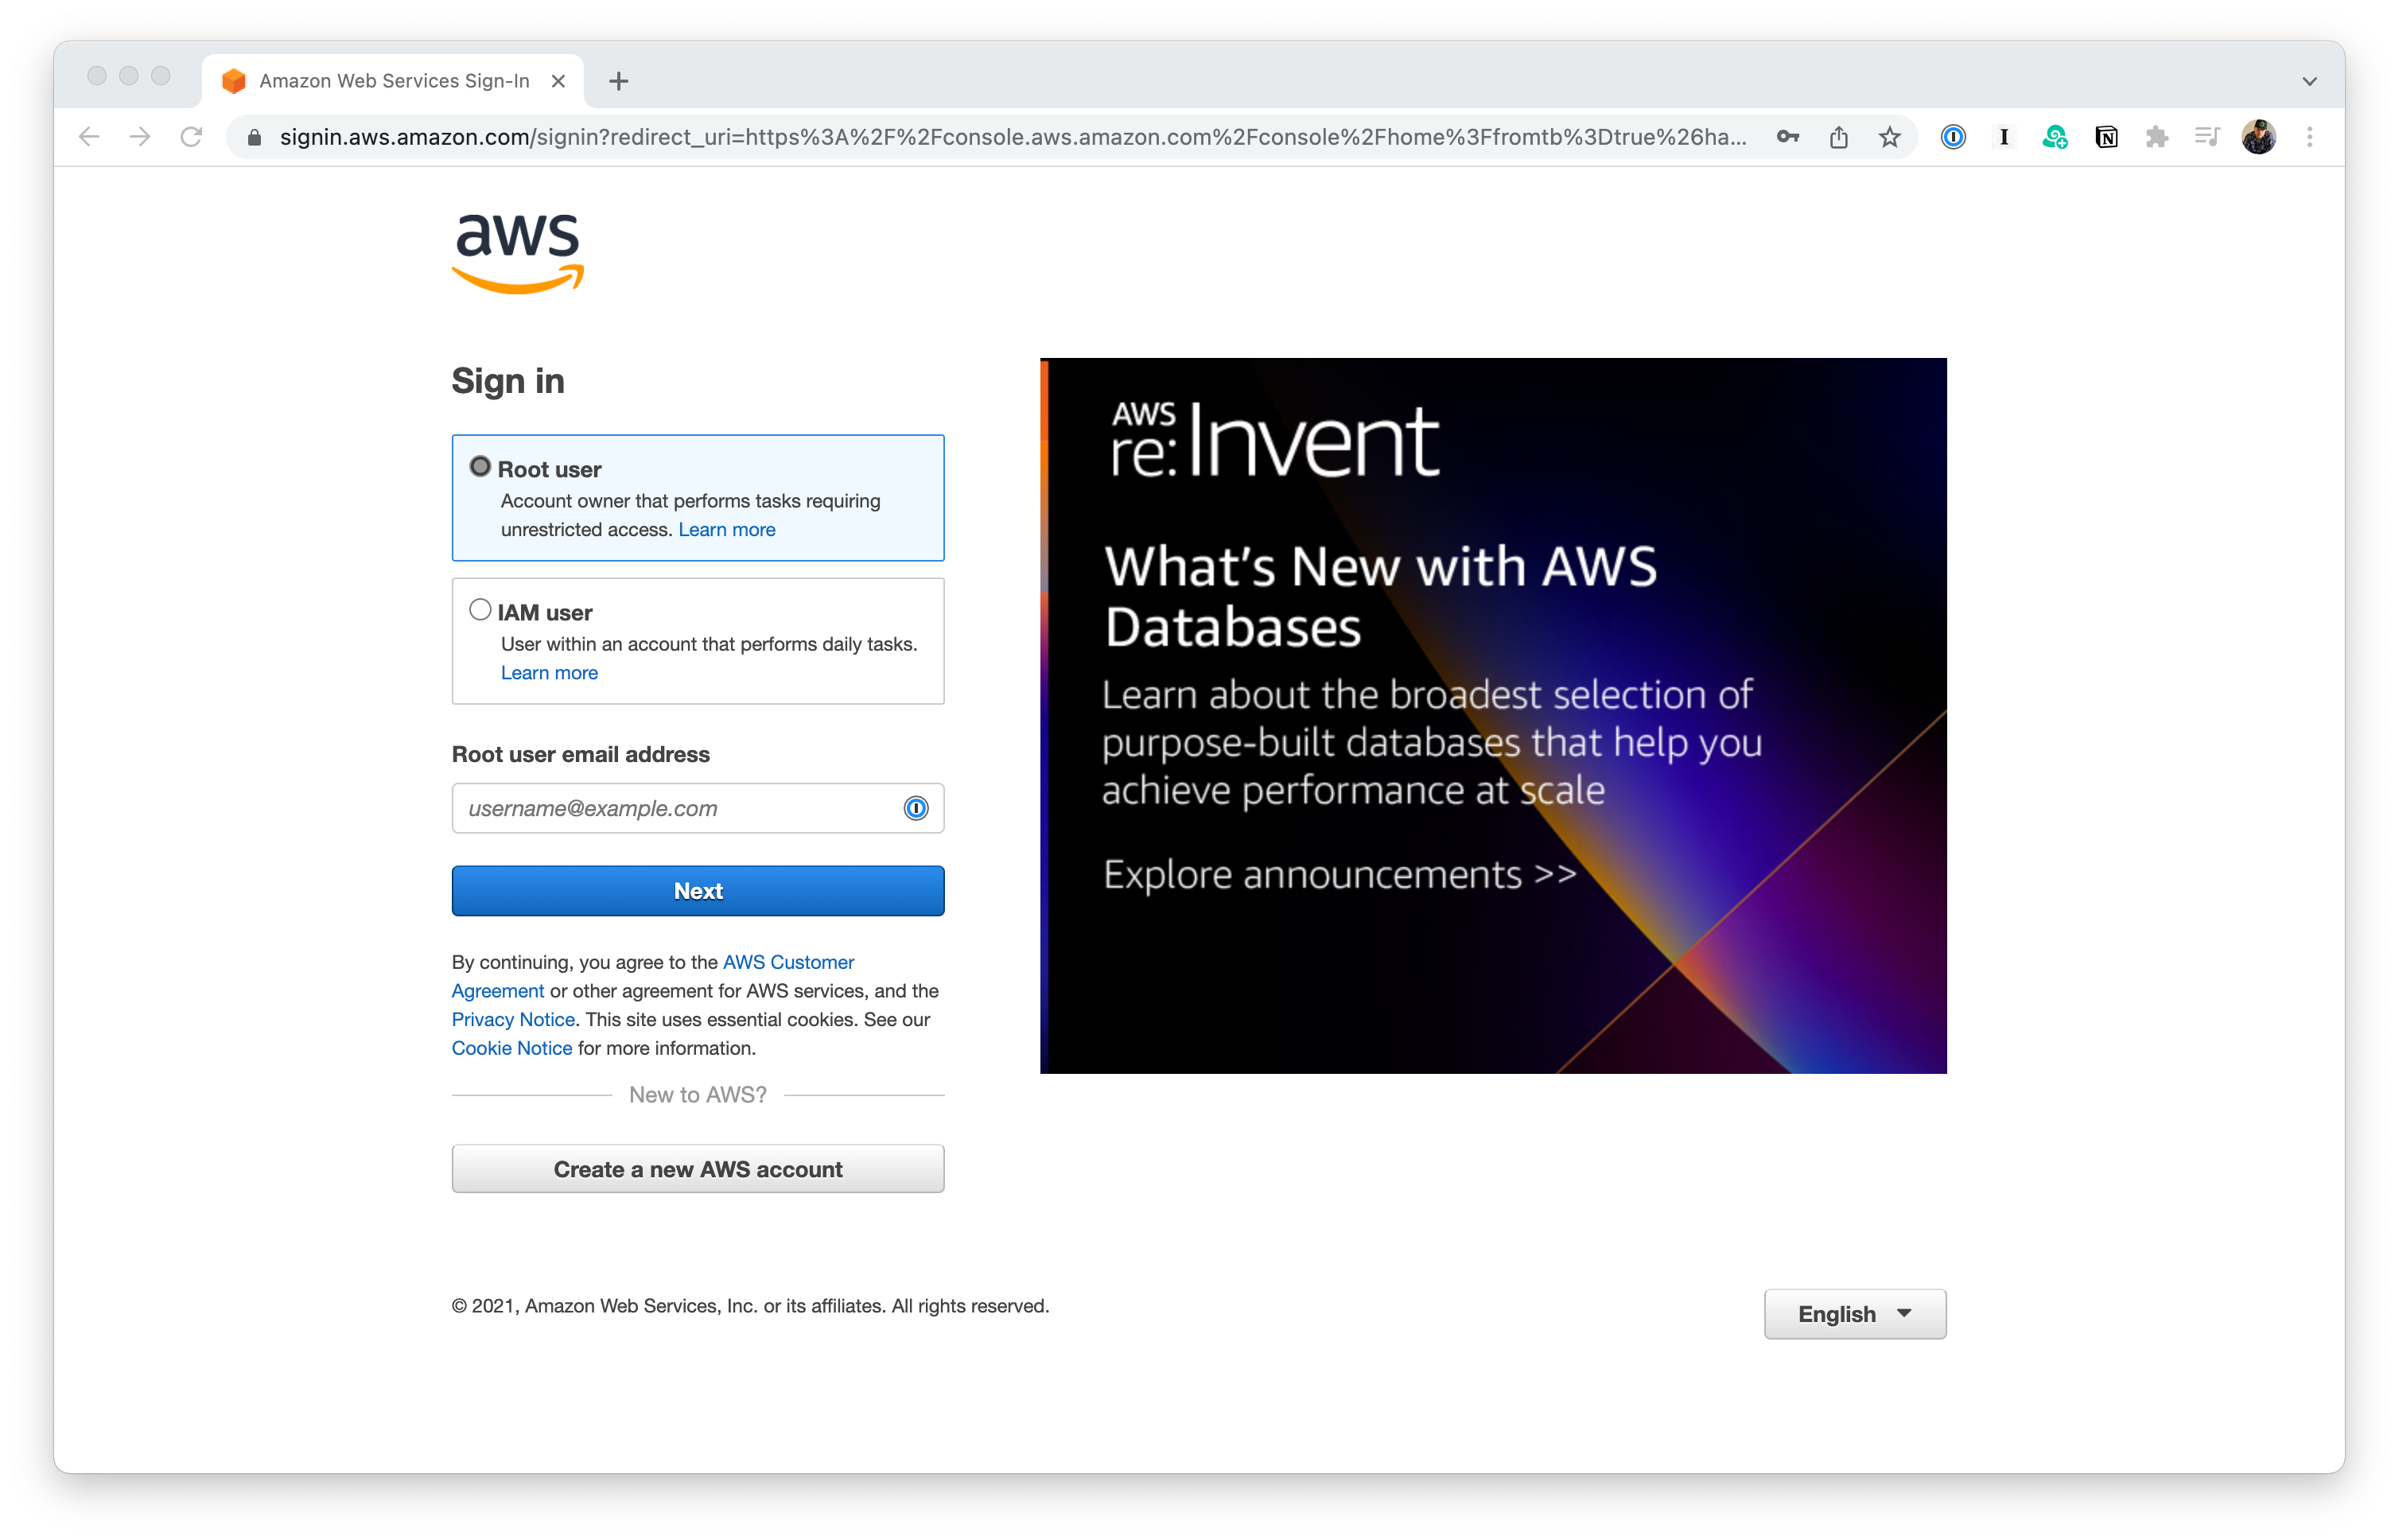 Amazon Web Services Sign-In
signin.aws.amazon.com/signin?redirect_uri=https%3A%2F%2Fconsole.aws.amazon.com%2Fconsole%2Fhome%3Ffromtb%3Dtrue%26ha...
aws
Sign in
Root user
Account owner that performs tasks requiring
unrestricted access. Learn more
IAM user
User within an account that performs daily tasks.
Learn more
Root user email address
username@example.com
Next
By continuing, you agree to the AWS Customer
Agreement or other agreement for AWS services, and the
Privacy Notice. This site uses essential cookies. See our
Cookie Notice for more information.
New to AWS?
Create a new AWS account
AWS
re:Invent
What’s New with AWS
Databases
Learn about the broadest selection of
purpose-built databases that help you
achieve performance at scale
Explore announcements >>
© 2021, Amazon Web Services, Inc. or its affiliates. All rights reserved.
English